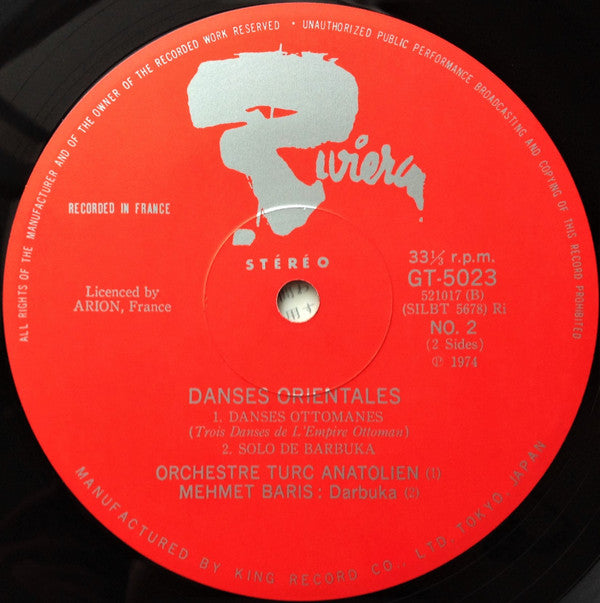 ALL RIGHTS OF THE MANUFACTURER AND OF THE OWNER OF THE RECORDED WORK RESERVED • UNAUTHORIZED PUBLIC PERFORMANCE BROADCASTING AND COPYING OF THIS RECORD PROHIBITED
Riviera
RECORDED IN FRANCE
STÉRÉO
Licenced by
ARION, France
33⅓ r.p.m.
GT-5023
521017 (B)
(SILBT 5678) Ri
NO. 2
(2 Sides)
℗ 1974
DANSES ORIENTALES
1. DANSES OTTOMANES
(Trois Danses de L'Empire Ottoman)
2. SOLO DE BARBUKA
ORCHESTRE TURC ANATOLIEN (1)
MEHMET BARIS : Darbuka (2)
MANUFACTURED BY KING RECORD CO., LTD., TOKYO, JAPAN